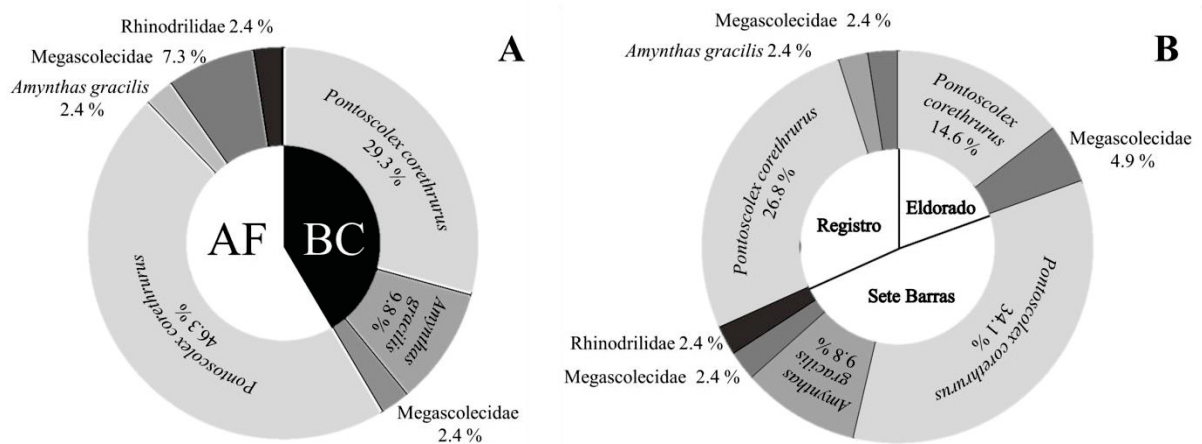 Rhinodrilidae 2.4 %
Megascolecidae 7.3 %
Amynthas gracilis
2.4 %
A
Pontoscolex corethrurus
29.3 %
AF
BC
Pontoscolex corethrurus
46.3 %
Amynthas
gracilis
9.8 %
Megascolecidae
2.4 %
Megascolecidae 2.4 %
Amynthas gracilis 2.4 %
B
Pontoscolex
corethrurus
14.6 %
Megascolecidae
4.9 %
Pontoscolex corethrurus
26.8 %
Registro
Eldorado
Sete Barras
Pontoscolex corethrurus
34.1 %
Rhinodrilidae 2.4 %
Megascolecidae 2.4 %
Amynthas
gracilis
9.8 %